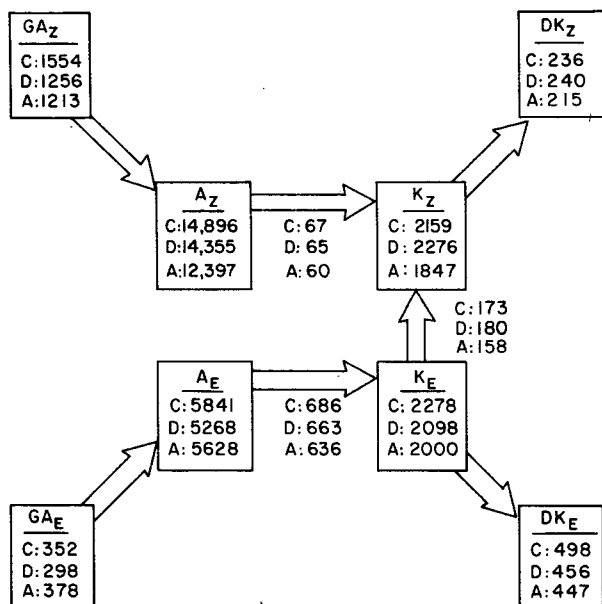 GAZ
C:1554
D:1256
A:1213
DKZ
C:236
D:240
A:215
AZ
C:14,896
D:14,355
A:12,397
C:67
D:65
A:60
KZ
C: 2159
D: 2276
A: 1847
C:173
D:180
A:158
AE
C:5841
D:5268
A:5628
C:686
D:663
A:636
KE
C:2278
D:2098
A:2000
GAE
C:352
D:298
A:378
DKE
C:498
D:456
A:447